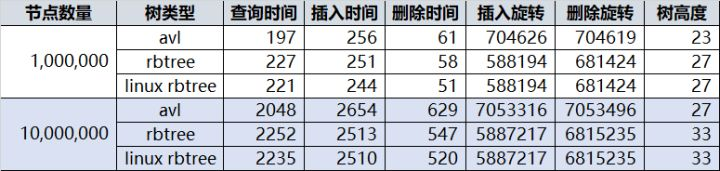 节点数量 树类型 查询时间 插入时间 删除时间 插入旋转 删除旋转 树高度
1,000,000 avl 197 256 61 704626 704619 23
rbtree 227 251 58 588194 681424 27
linux rbtree 221 244 51 588194 681424 27
10,000,000 avl 2048 2654 629 7053316 7053496 27
rbtree 2252 2513 547 5887217 6815235 33
linux rbtree 2235 2510 520 5887217 6815235 33